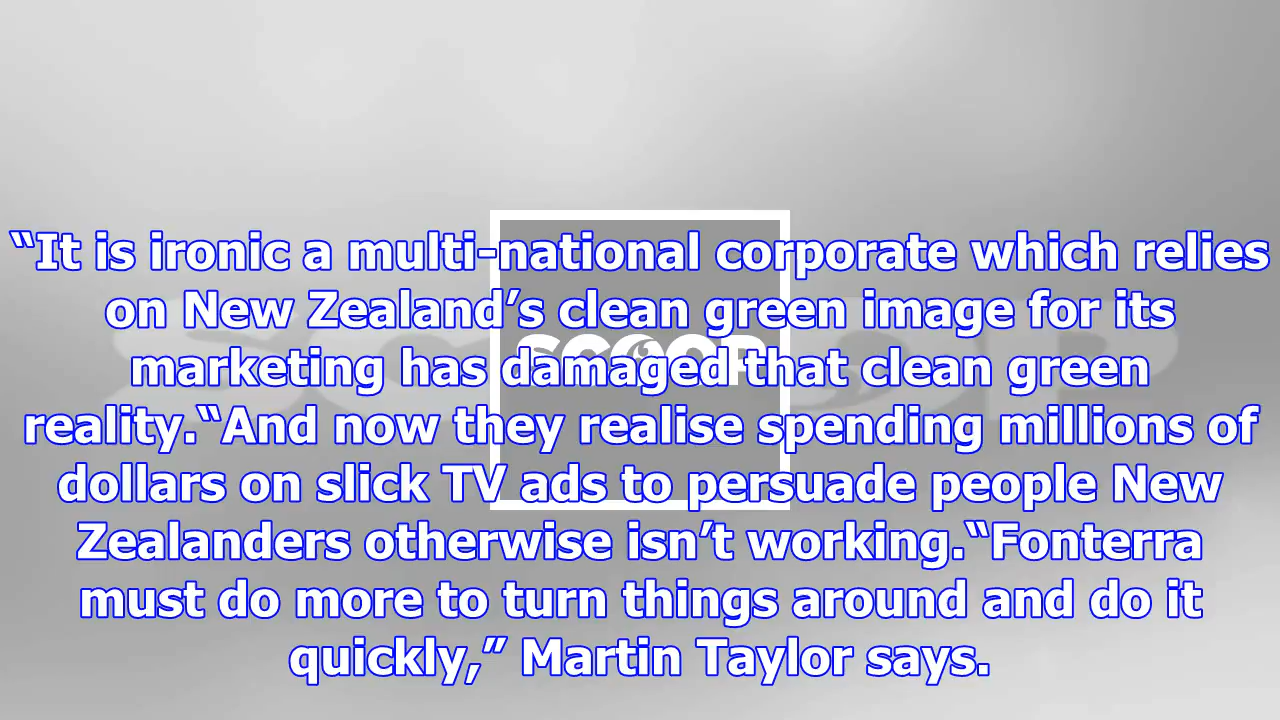 “It is ironic a multi-national corporate which relies
on New Zealand’s clean green image for its
marketing has damaged that clean green
reality.“And now they realise spending millions of
dollars on slick TV ads to persuade people New
Zealanders otherwise isn’t working.“Fonterra
must do more to turn things around and do it
quickly,” Martin Taylor says.
SCOOP